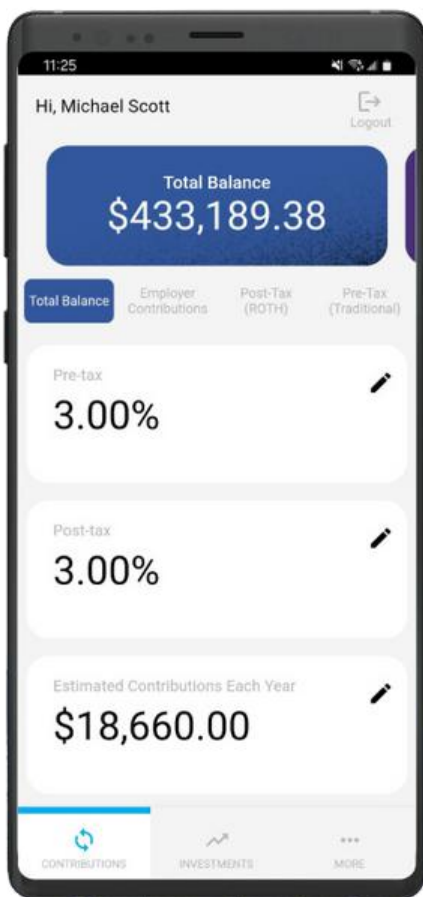 11:25
Hi, Michael Scott
Logout
Total Balance
$433,189.38
Total Balance
Employer
Contributions
Post-Tax
(ROTH)
Pre-Tax
(Traditional)
Pre-tax
3.00%
Post-tax
3.00%
Estimated Contributions Each Year
$18,660.00
CONTRIBUTIONS
INVESTMENTS
MORE